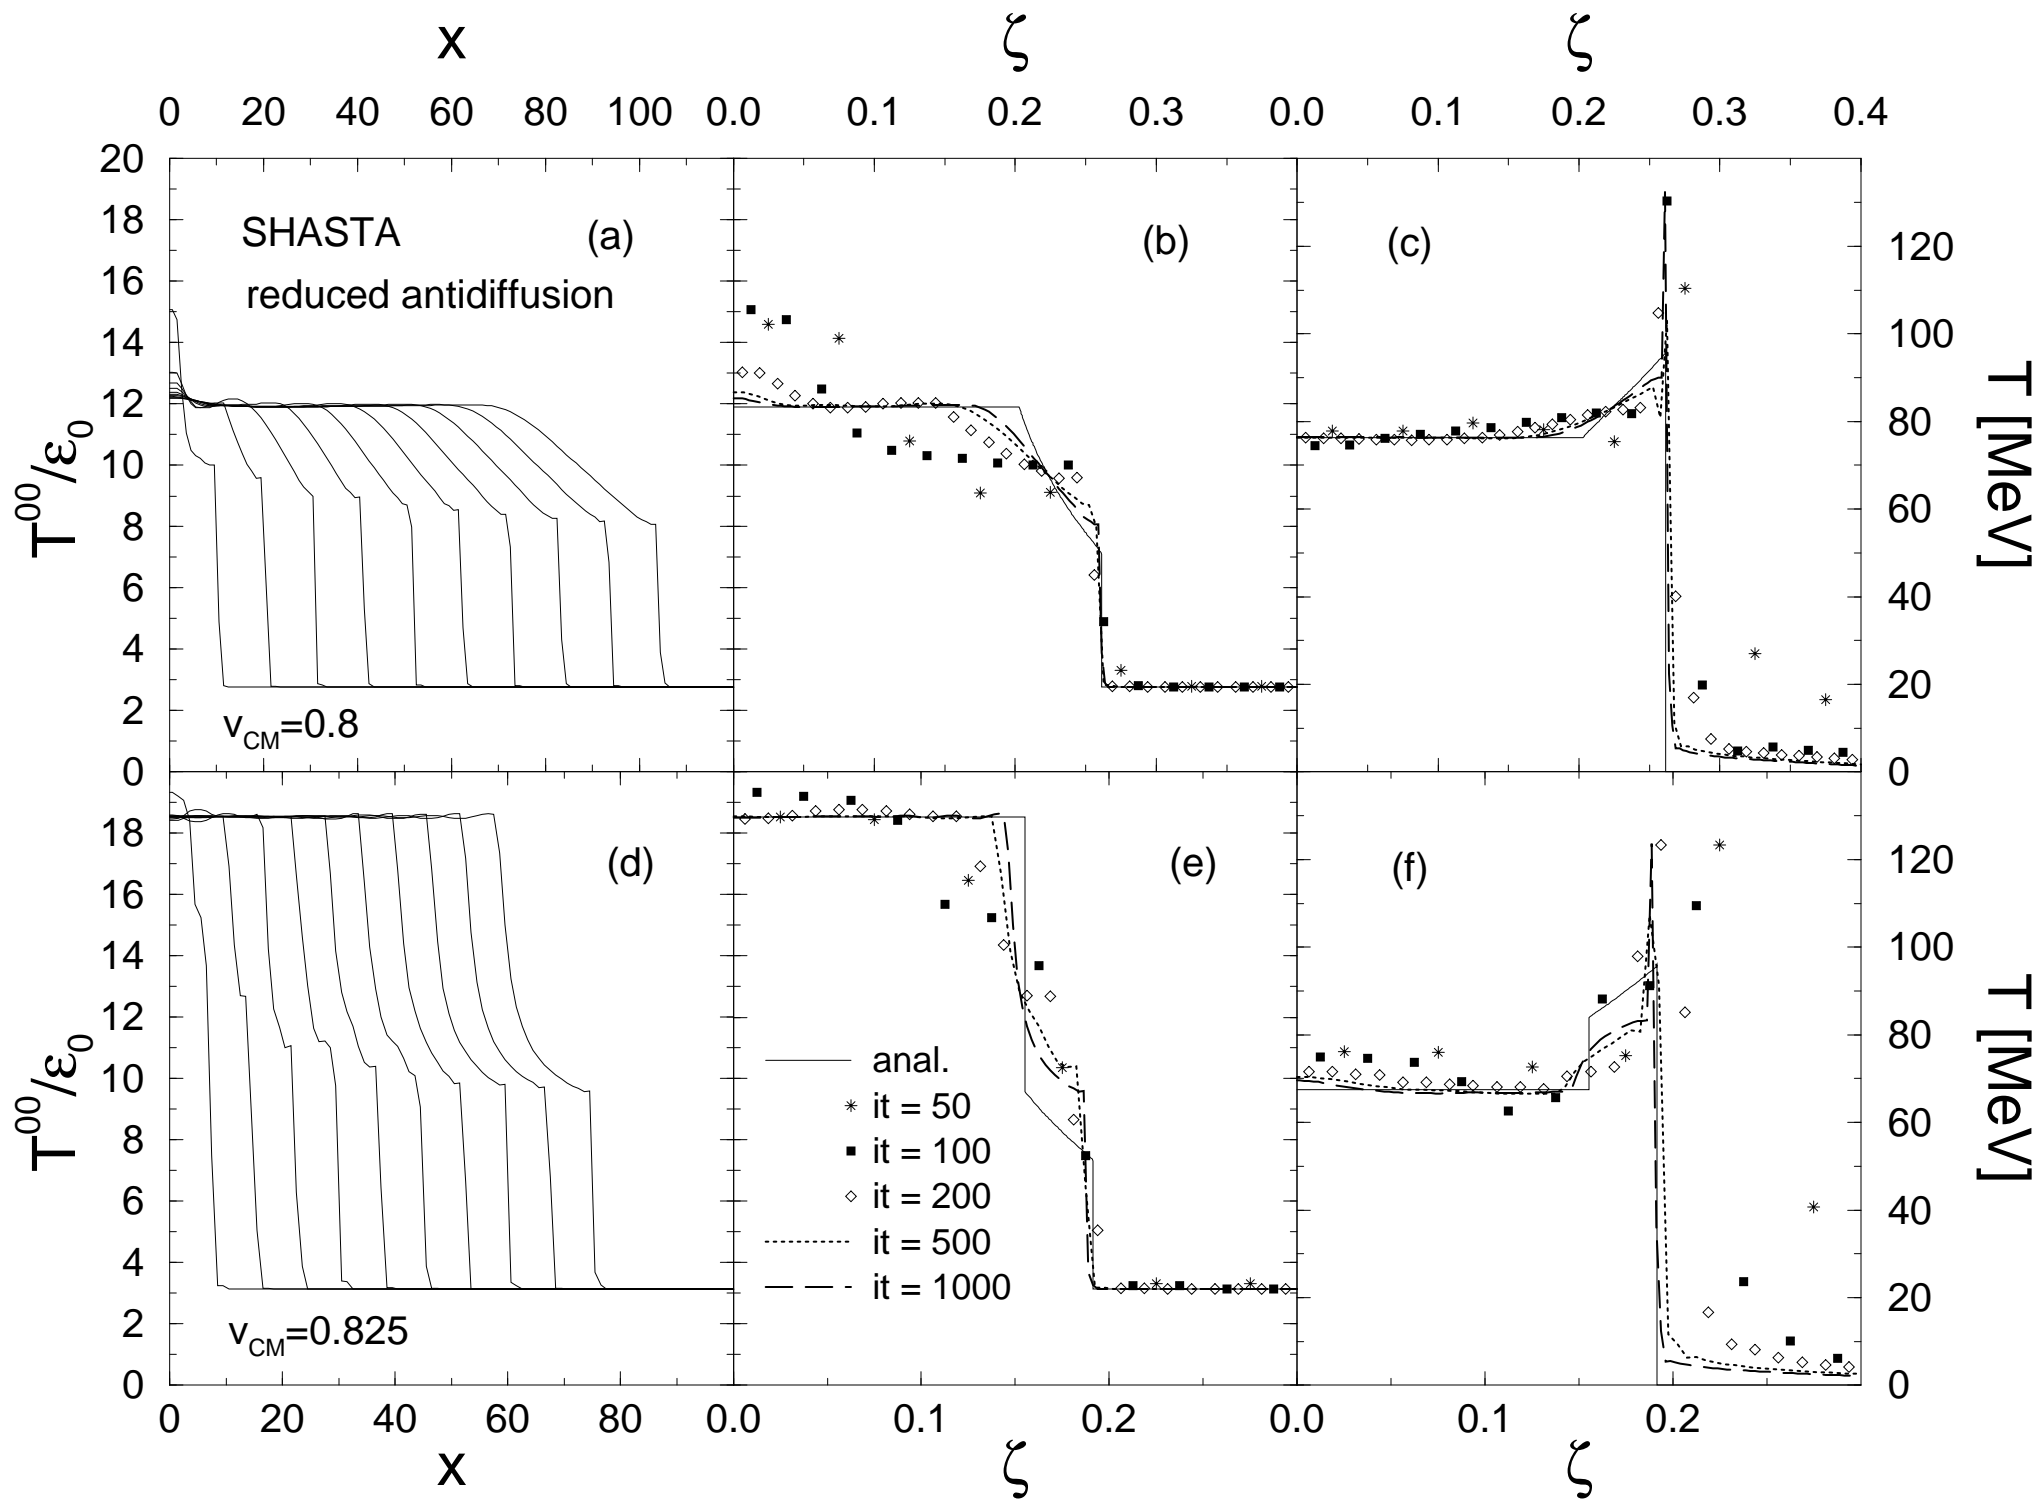 x ζ ζ
0 20 40 60 80 100 0.0 0.1 0.2 0.3 0.0 0.1 0.2 0.3 0.4
20
18
16
14
12
10
8
6
4
2
0
T⁰⁰/ε₀
SHASTA
reduced antidiffusion
(a)
v_CM=0.8
(b)
(c)
120
100
80
60
40
20
0
T [MeV]
18
16
14
12
10
8
6
4
2
0
T⁰⁰/ε₀
(d)
v_CM=0.825
(e)
anal.
it = 50
it = 100
it = 200
it = 500
it = 1000
(f)
120
100
80
60
40
20
0
T [MeV]
0 20 40 60 80 0.0 0.1 0.2 0.0 0.1 0.2
x ζ ζ